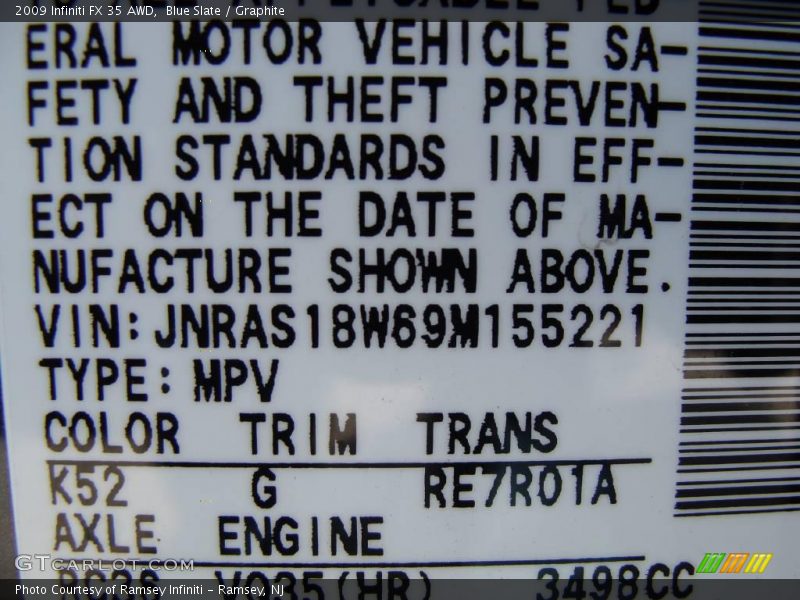 2009 Infiniti FX 35 AWD, Blue Slate / Graphite
ERAL MOTOR VEHICLE SA-
FETY AND THEFT PREVEN-
TION STANDARDS IN EFF-
ECT ON THE DATE OF MA-
NUFACTURE SHOWN ABOVE.
VIN:JNRAS18W69M155221
TYPE:MPV
COLOR TRIM TRANS
K52 G RE7R01A
AXLE ENGINE
VQ35(HR) 3498CC
GTCARLOT.COM
Photo Courtesy of Ramsey Infiniti - Ramsey, NJ